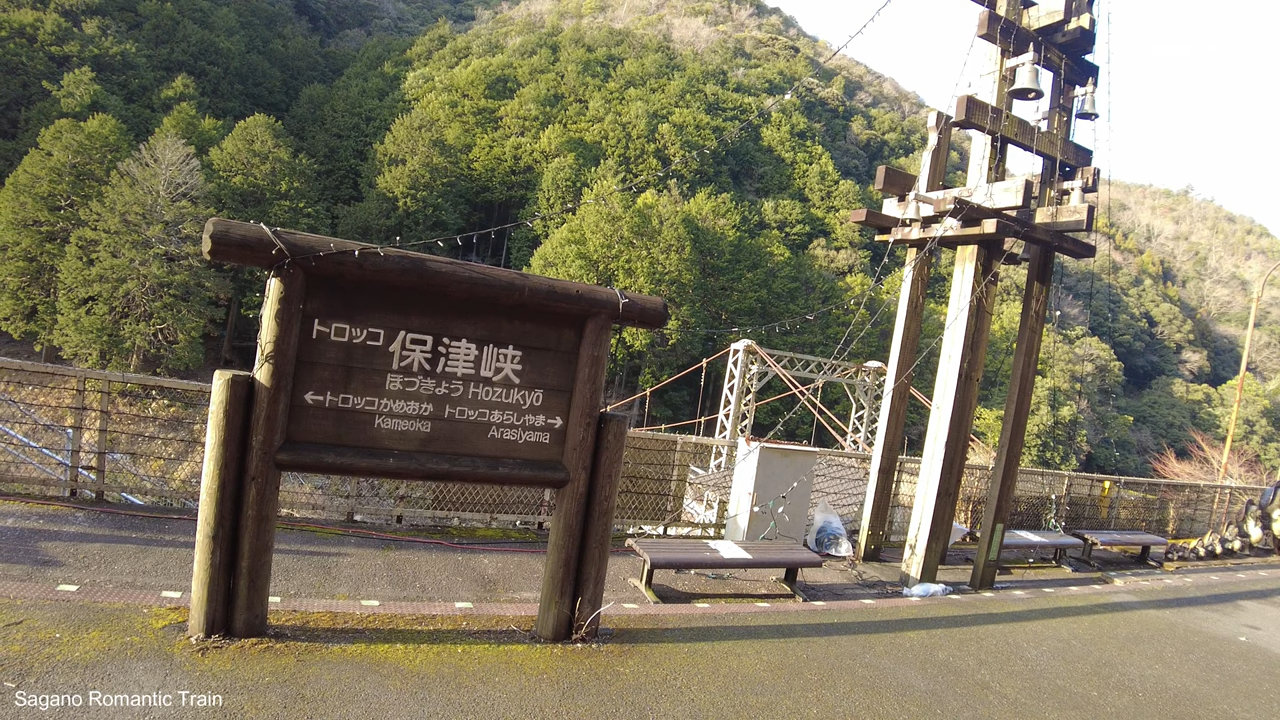 トロッコ 保津峡
ほづきょう Hozukyō
←トロッコかめおか トロッコあらしやま→
Kameoka Arasiyama
Sagano Romantic Train